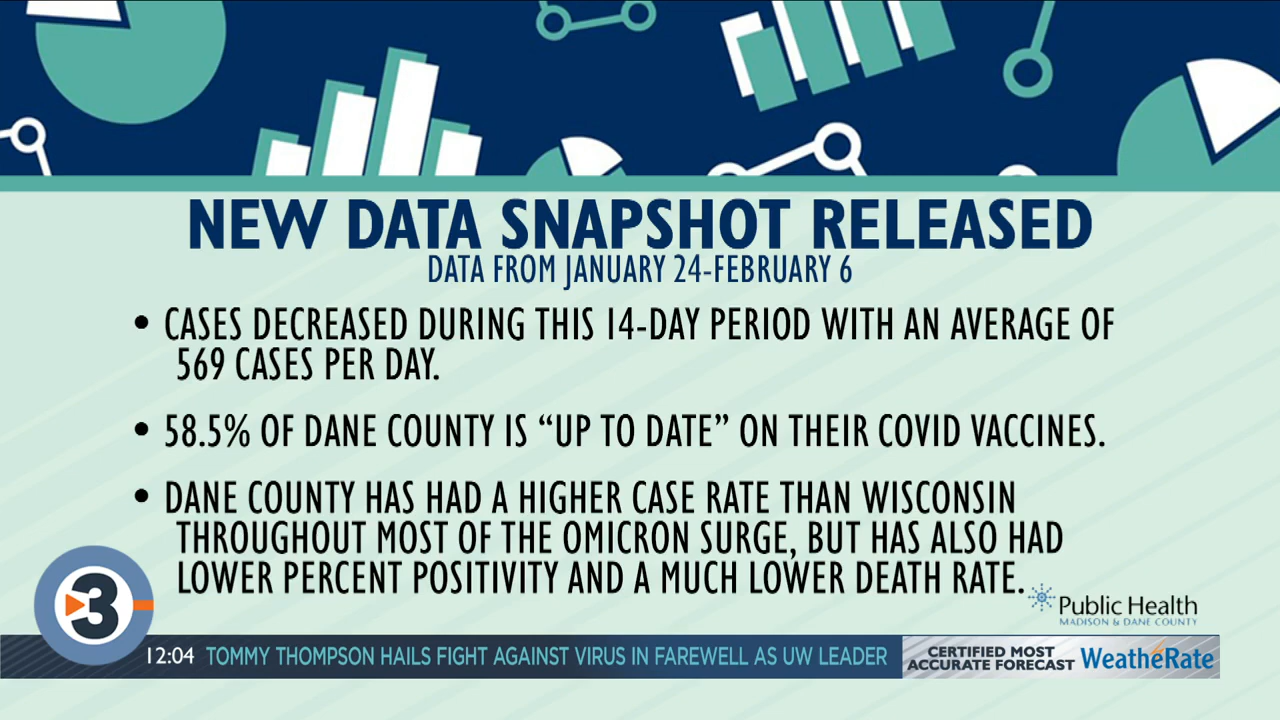 NEW DATA SNAPSHOT RELEASED
DATA FROM JANUARY 24-FEBRUARY 6
• CASES DECREASED DURING THIS 14-DAY PERIOD WITH AN AVERAGE OF
569 CASES PER DAY.
• 58.5% OF DANE COUNTY IS “UP TO DATE” ON THEIR COVID VACCINES.
• DANE COUNTY HAS HAD A HIGHER CASE RATE THAN WISCONSIN
THROUGHOUT MOST OF THE OMICRON SURGE, BUT HAS ALSO HAD
LOWER PERCENT POSITIVITY AND A MUCH LOWER DEATH RATE.
Public Health
MADISON & DANE COUNTY
3
12:04 TOMMY THOMPSON HAILS FIGHT AGAINST VIRUS IN FAREWELL AS UW LEADER
CERTIFIED MOST
ACCURATE FORECAST WeatheRate